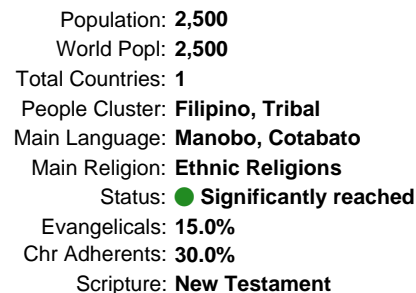 Population: 2,500
World Popl: 2,500
Total Countries: 1
People Cluster: Filipino, Tribal
Main Language: Manobo, Cotabato
Main Religion: Ethnic Religions
Status: Significantly reached
Evangelicals: 15.0%
Chr Adherents: 30.0%
Scripture: New Testament